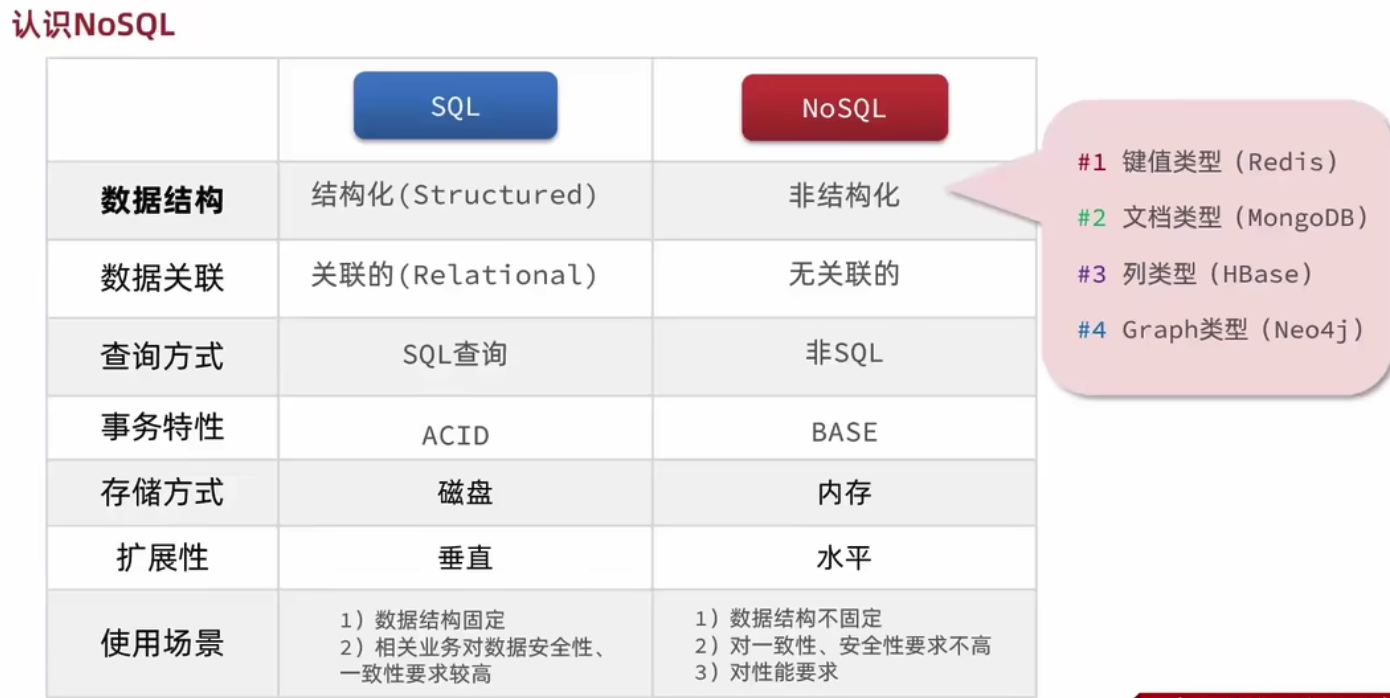 认识NoSQL
SQL
NoSQL
数据结构
结构化(Structured)
非结构化
数据关联
关联的(Relational)
无关联的
查询方式
SQL查询
非SQL
事务特性
ACID
BASE
存储方式
磁盘
内存
扩展性
垂直
水平
使用场景
1）数据结构固定
2）相关业务对数据安全性、
一致性要求较高
1）数据结构不固定
2）对一致性、安全性要求不高
3）对性能要求
#1 键值类型（Redis）
#2 文档类型（MongoDB）
#3 列类型（HBase）
#4 Graph类型（Neo4j）